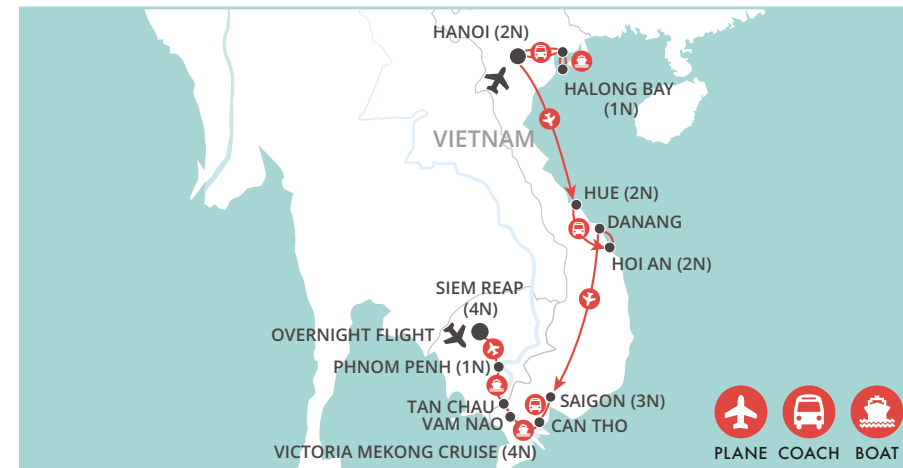 HANOI (2N)
HALONG BAY
(1N)
VIETNAM
HUE (2N)
DANANG
HOI AN (2N)
SIEM REAP
(4N)
OVERNIGHT FLIGHT
PHNOM PENH (1N)
TAN CHAU
SAIGON (3N)
VAM NAO
CAN THO
VICTORIA MEKONG CRUISE (4N)
PLANE COACH BOAT